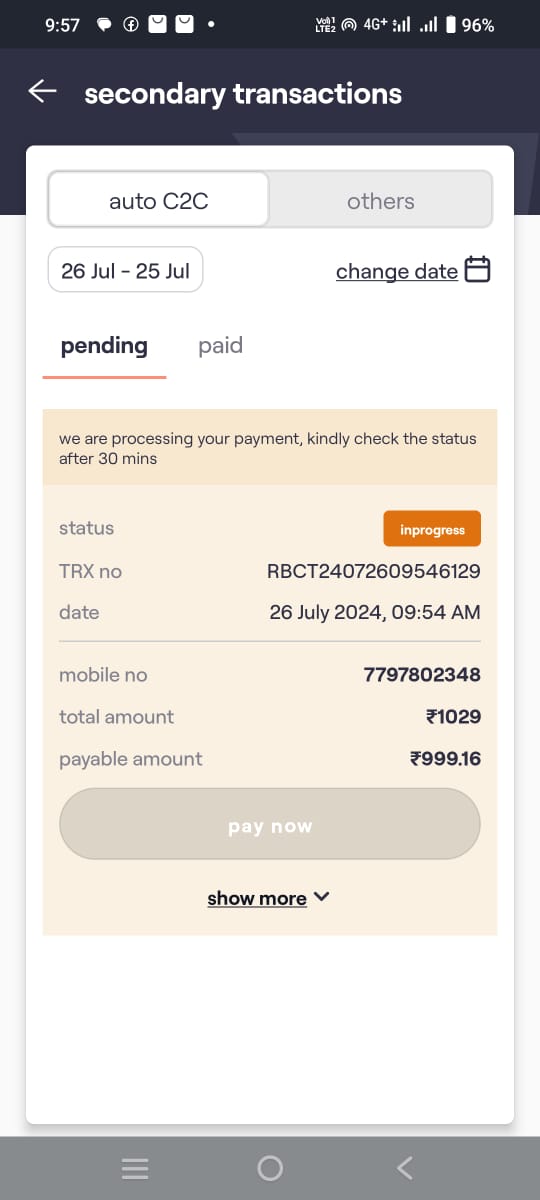 9:57 Vo)) 1 LTE2 4G+ 96%
secondary transactions
auto C2C others
26 Jul - 25 Jul change date
pending paid
we are processing your payment, kindly check the status
after 30 mins
status inprogress
TRX no RBCT24072609546129
date 26 July 2024, 09:54 AM
mobile no 7797802348
total amount ₹1029
payable amount ₹999.16
pay now
show more